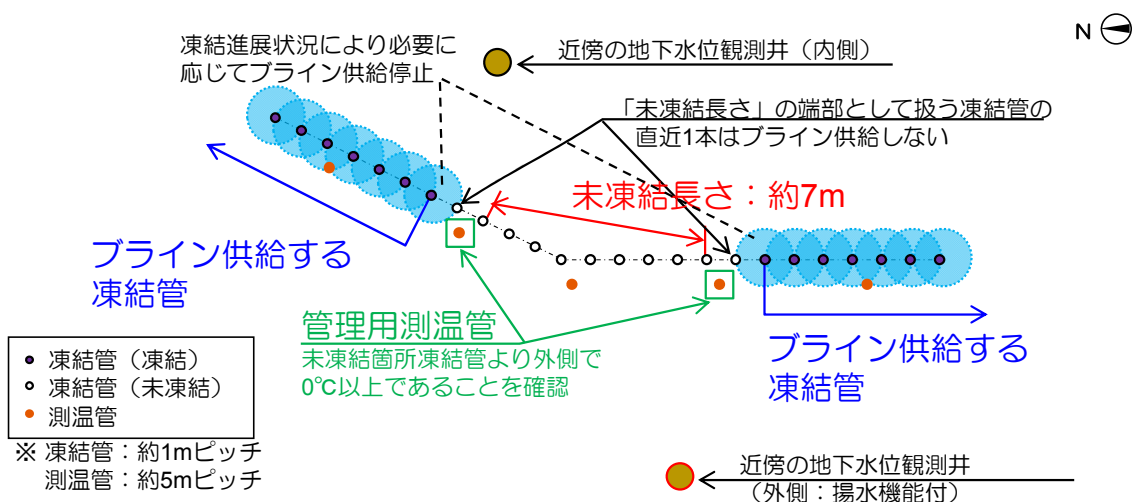 N
凍結進展状況により必要に
応じてブライン供給停止
近傍の地下水位観測井（内側）
「未凍結長さ」の端部として扱う凍結管の
直近1本はブライン供給しない
未凍結長さ：約7m
ブライン供給する
凍結管
管理用測温管
未凍結箇所凍結管より外側で
0℃以上であることを確認
ブライン供給する
凍結管
凍結管（凍結）
凍結管（未凍結）
測温管
※ 凍結管：約1mピッチ
測温管：約5mピッチ
近傍の地下水位観測井
（外側：揚水機能付）